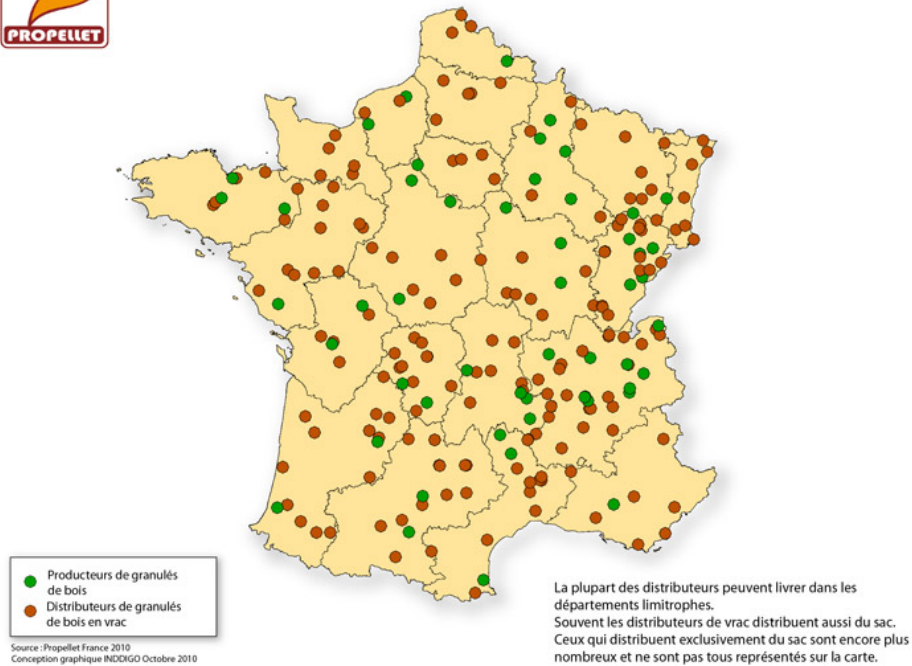 PROPELLET
Producteurs de granulés
de bois
Distributeurs de granulés
de bois en vrac
Source : Propellet France 2010
Conception graphique INDDIGO Octobre 2010
La plupart des distributeurs peuvent livrer dans les
départements limitrophes.
Souvent les distributeurs de vrac distribuent aussi du sac.
Ceux qui distribuent exclusivement du sac sont encore plus
nombreux et ne sont pas tous représentés sur la carte.